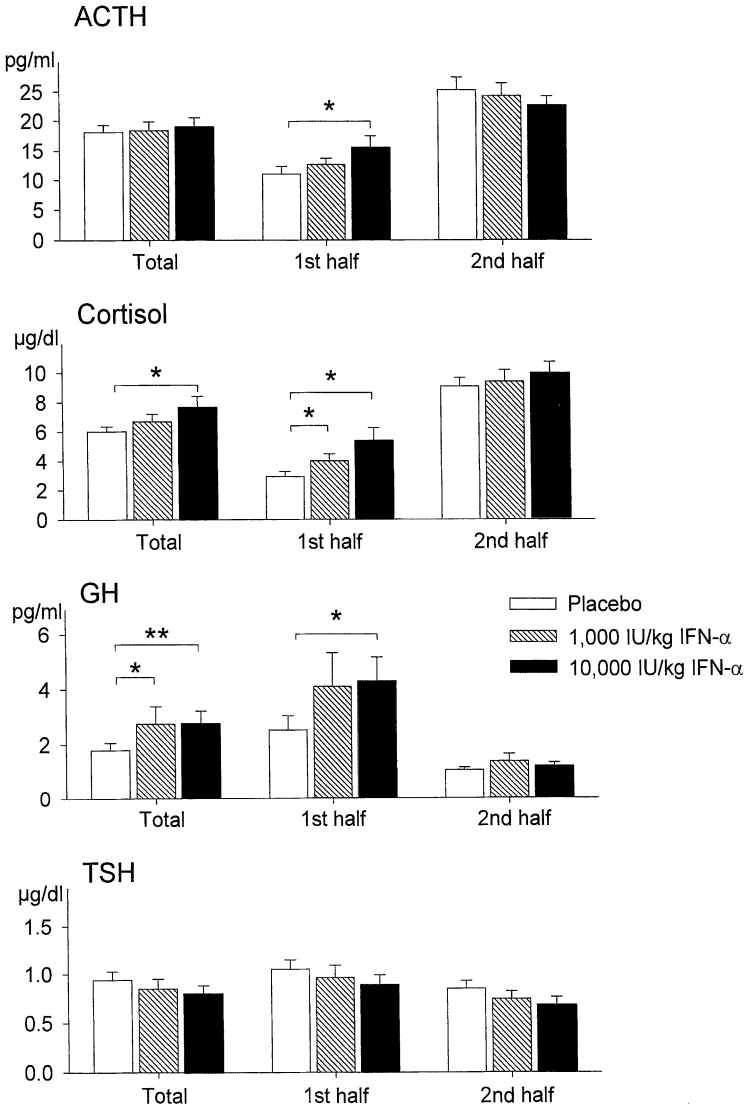 ACTH
pg/ml
25
20
15
10
5
0
*
Total 1st half 2nd half
Cortisol
µg/dl
10
8
6
4
2
0
* * *
Total 1st half 2nd half
GH
pg/ml
6
4
2
0
** * *
Placebo
1,000 IU/kg IFN-α
10,000 IU/kg IFN-α
Total 1st half 2nd half
TSH
µg/dl
1.5
1.0
0.5
0.0
Total 1st half 2nd half